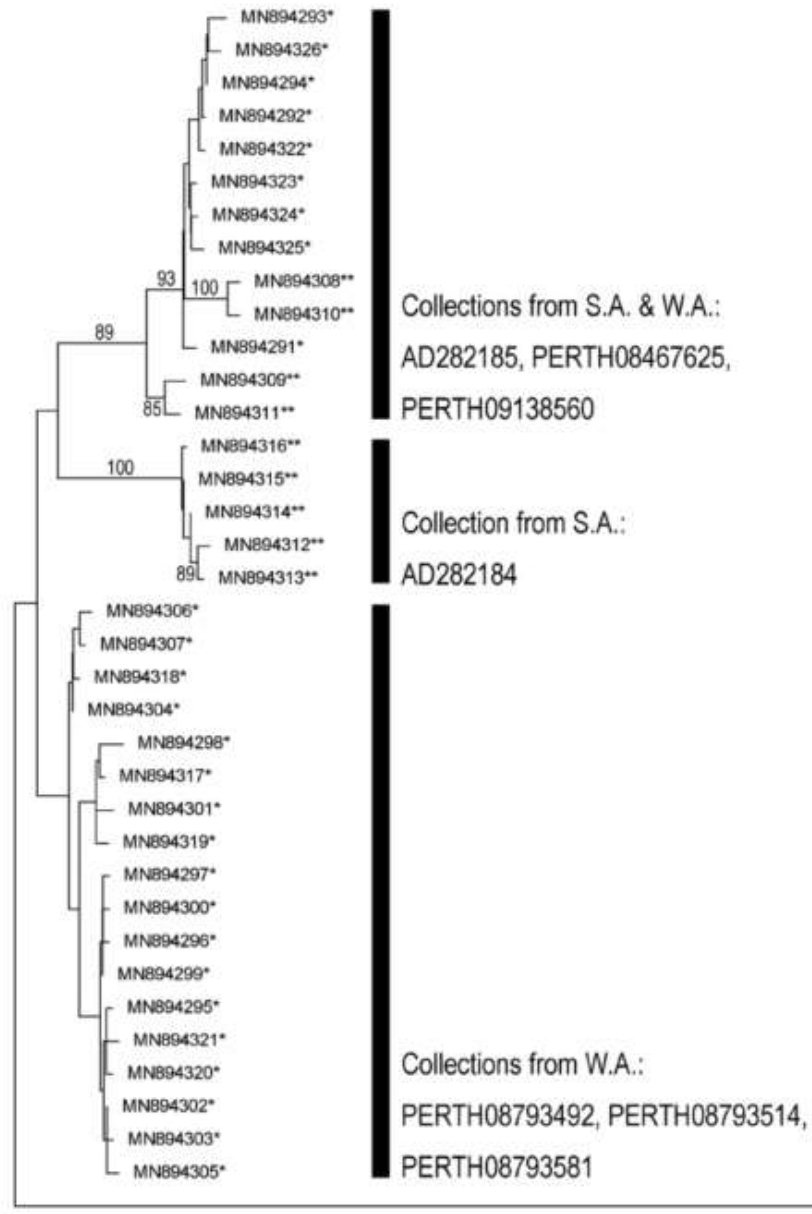 MN894293*
MN894326*
MN894294*
MN894292*
MN894322*
MN894323*
MN894324*
MN894325*
93
MN894308**
100
MN894310**
Collections from S.A. & W.A.:
89
MN894291*
AD282185, PERTH08467625,
MN894309**
85
MN894311**
PERTH09138560
MN894316**
100
MN894315**
MN894314**
Collection from S.A.:
MN894312**
89
MN894313**
AD282184
MN894306*
MN894307*
MN894318*
MN894304*
MN894298*
MN894317*
MN894301*
MN894319*
MN894297*
MN894300*
MN894296*
MN894299*
MN894295*
MN894321*
Collections from W.A.:
MN894320*
MN894302*
PERTH08793492, PERTH08793514,
MN894303*
MN894305*
PERTH08793581